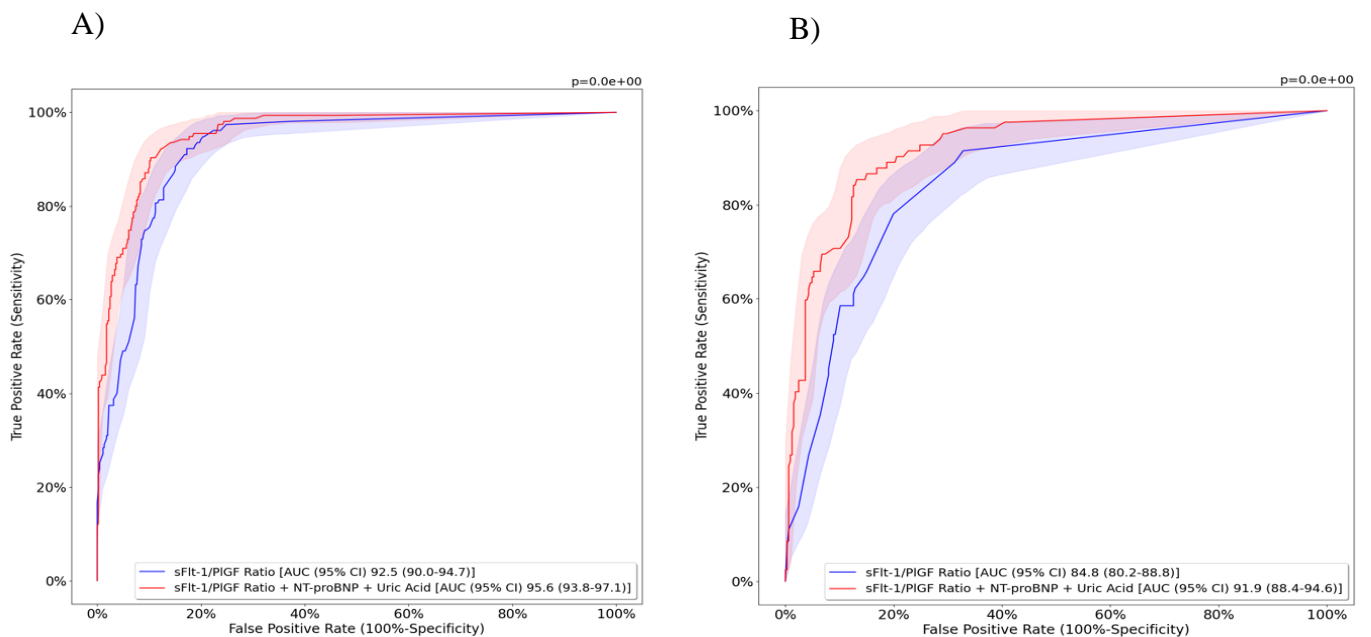 A)
p=0.0e+00
100%
80%
60%
40%
20%
0%
True Positive Rate (Sensitivity)
sFlt-1/PlGF Ratio [AUC (95% CI) 92.5 (90.0-94.7)]
sFlt-1/PlGF Ratio + NT-proBNP + Uric Acid [AUC (95% CI) 95.6 (93.8-97.1)]
0% 20% 40% 60% 80% 100%
False Positive Rate (100%-Specificity)
B)
p=0.0e+00
100%
80%
60%
40%
20%
0%
True Positive Rate (Sensitivity)
sFlt-1/PlGF Ratio [AUC (95% CI) 84.8 (80.2-88.8)]
sFlt-1/PlGF Ratio + NT-proBNP + Uric Acid [AUC (95% CI) 91.9 (88.4-94.6)]
0% 20% 40% 60% 80% 100%
False Positive Rate (100%-Specificity)